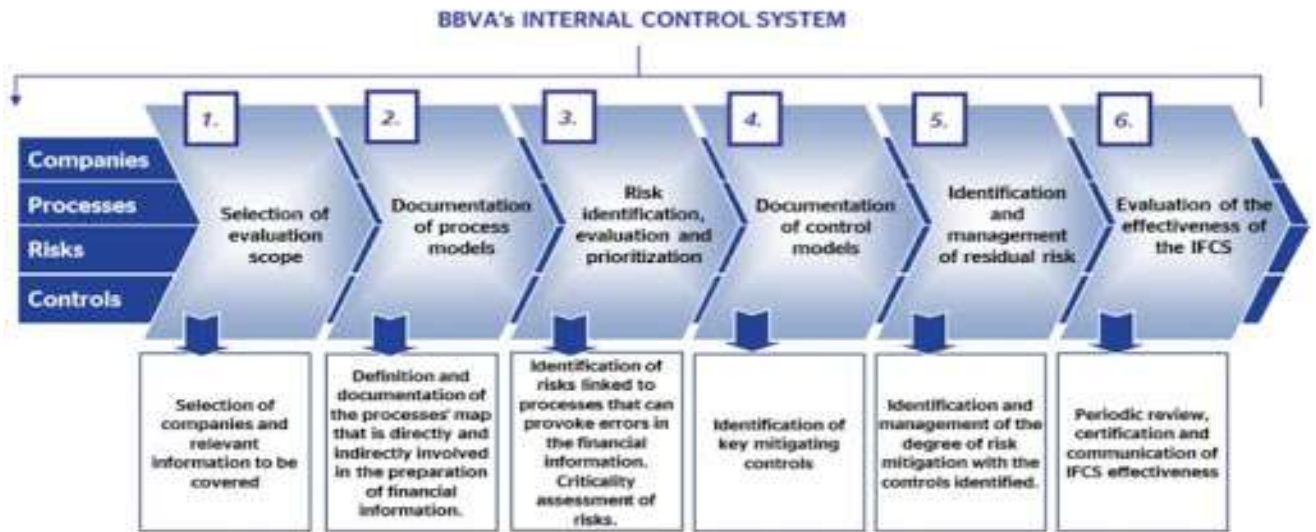 BBVA's INTERNAL CONTROL SYSTEM
1.
2.
3.
4.
5.
6.
Companies
Processes
Risks
Controls
Selection of
evaluation
scope
Documentation
of process
models
Risk
identification,
evaluation and
prioritization
Documentation
of control
models
Identification
and
management
of residual risk
Evaluation of the
effectiveness of
the IFCS
Selection of
companies and
relevant
information to be
covered
Definition and
documentation of
the processes' map
that is directly and
indirectly involved
in the preparation
of financial
information.
Identification of
risks linked to
processes that can
provoke errors in
the financial
information.
Criticality
assessment of
risks.
Identification of
key mitigating
controls
Identification and
management of the
degree of risk
mitigation with the
controls identified.
Periodic review,
certification and
communication of
IFCS effectiveness